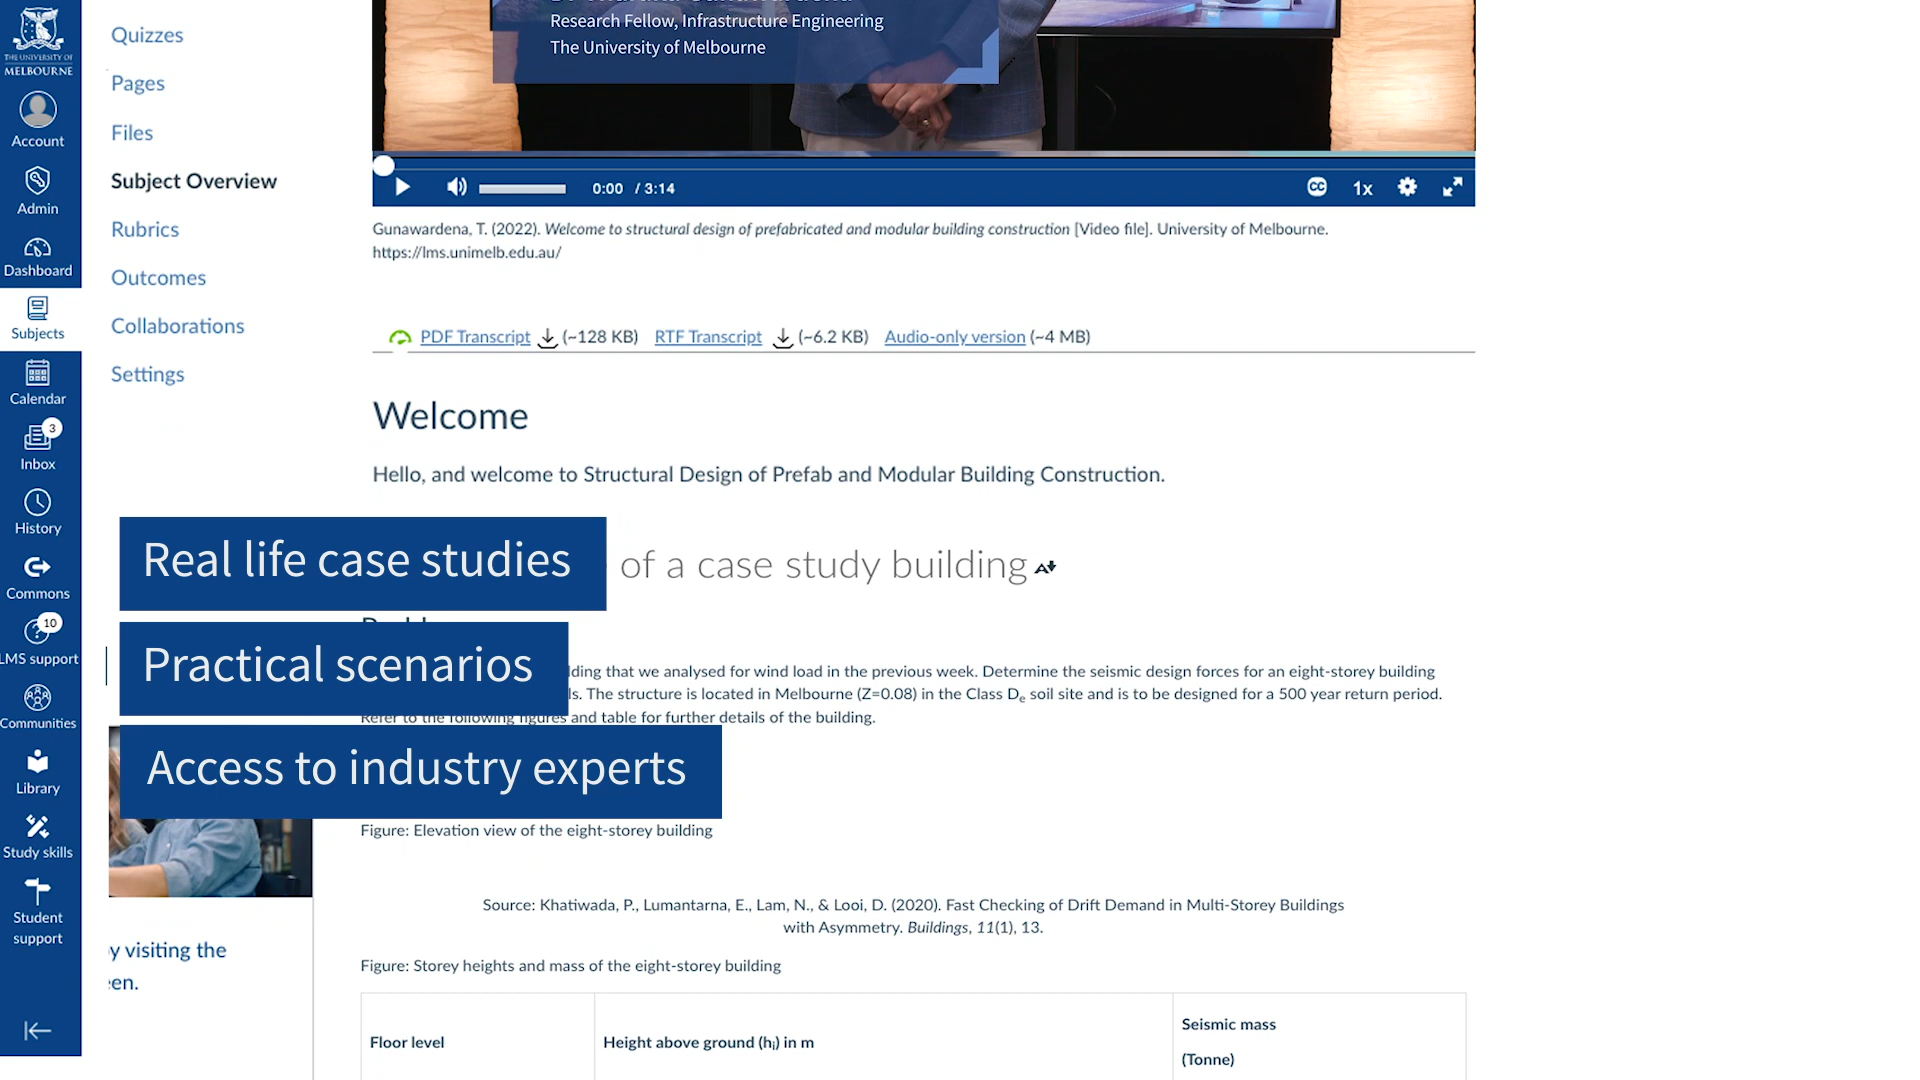 THE UNIVERSITY OF
MELBOURNE
Account
Admin
Dashboard
Subjects
Calendar
3
Inbox
History
Commons
10
LMS support
Communities
Library
Study skills
Student
support
Quizzes
Pages
Files
Subject Overview
Rubrics
Outcomes
Collaborations
Settings
Research Fellow, Infrastructure Engineering
The University of Melbourne
0:00 / 3:14
CC
1x
Gunawardena, T. (2022). Welcome to structural design of prefabricated and modular building construction [Video file]. University of Melbourne.
https://lms.unimelb.edu.au/
PDF Transcript (~128 KB) RTF Transcript (~6.2 KB) Audio-only version (~4 MB)
Welcome
Hello, and welcome to Structural Design of Prefab and Modular Building Construction.
Real life case studies
of a case study building
Practical scenarios
that we analysed for wind load in the previous week. Determine the seismic design forces for an eight-storey building
The structure is located in Melbourne (Z=0.08) in the Class De soil site and is to be designed for a 500 year return period.
Refer to the following figures and table for further details of the building.
Access to industry experts
Figure: Elevation view of the eight-storey building
Source: Khatiwada, P., Lumantarna, E., Lam, N., & Looi, D. (2020). Fast Checking of Drift Demand in Multi-Storey Buildings
with Asymmetry. Buildings, 11(1), 13.
Figure: Storey heights and mass of the eight-storey building
Floor level
Height above ground (hi) in m
Seismic mass
(Tonne)
y visiting the
een.